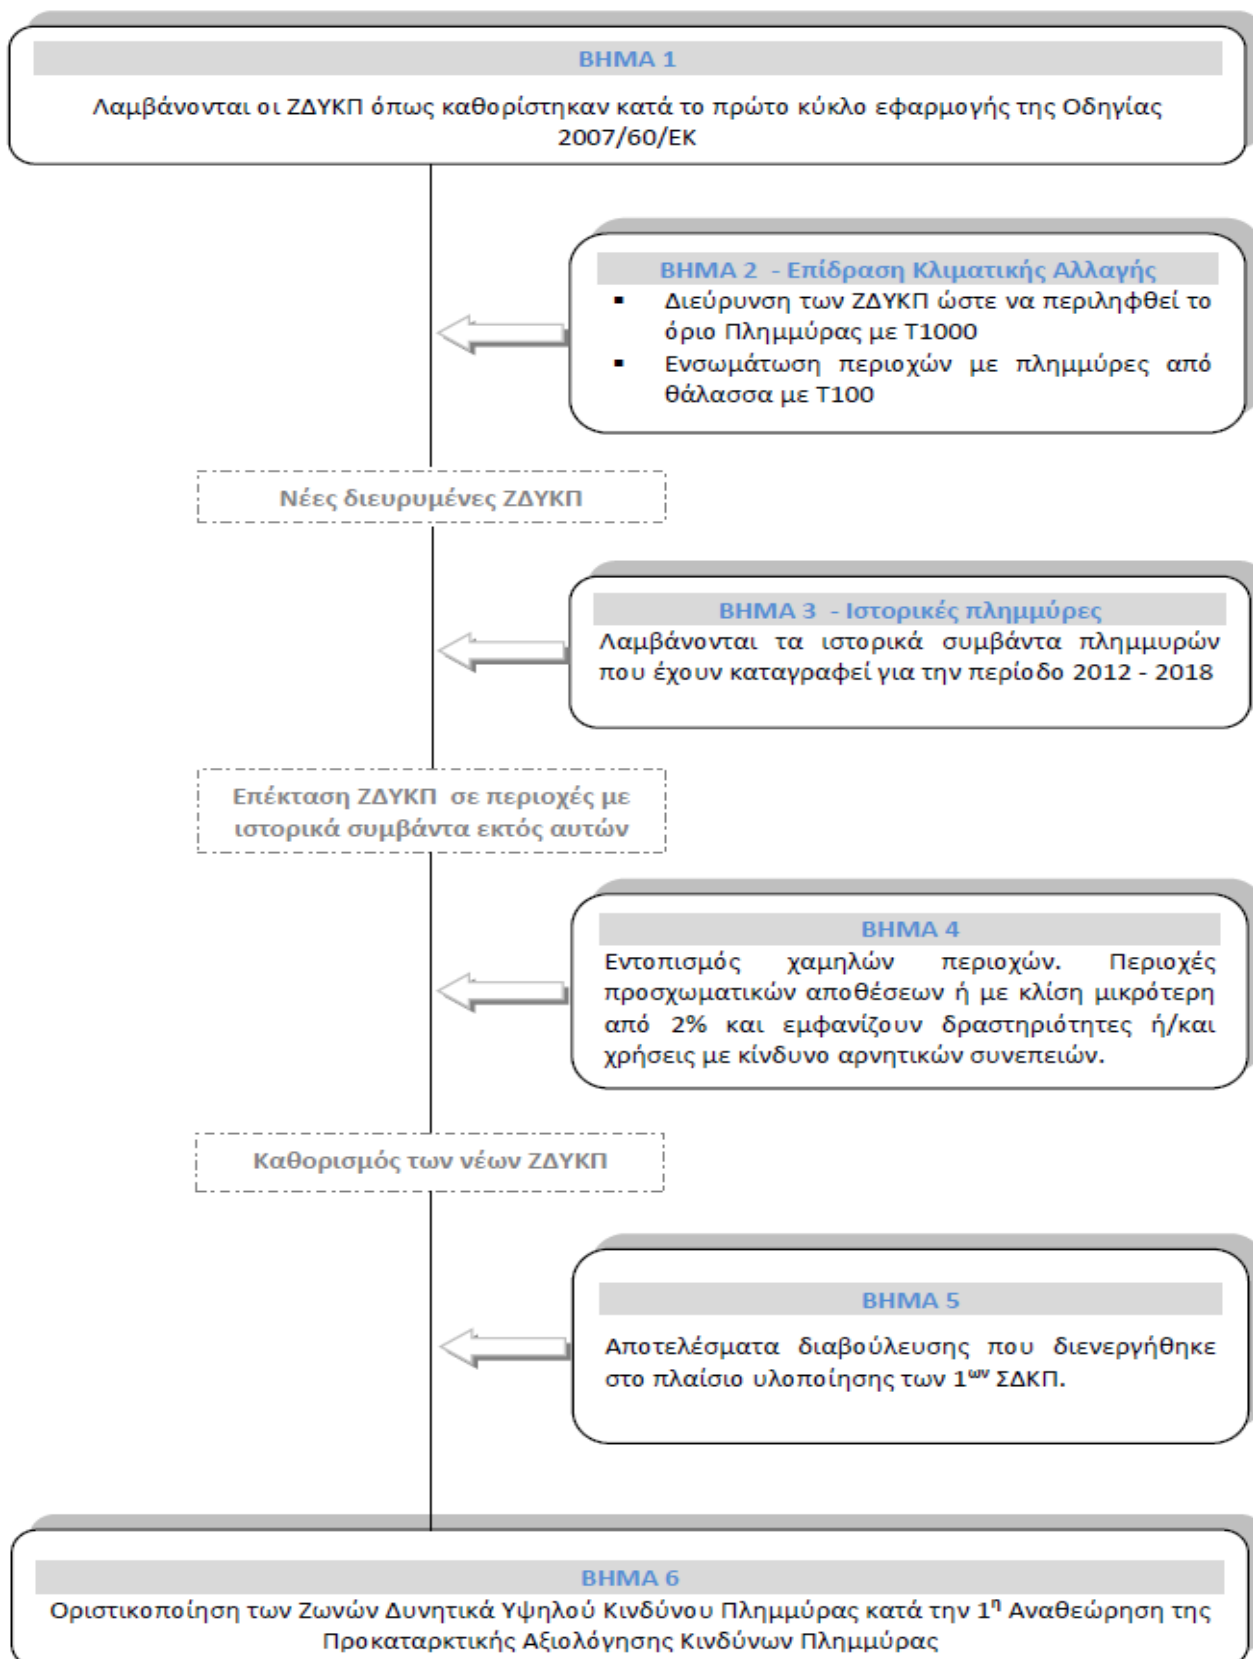 ΒΗΜΑ 1
Λαμβάνονται οι ΖΔΥΚΠ όπως καθορίστηκαν κατά το πρώτο κύκλο εφαρμογής της Οδηγίας
2007/60/ΕΚ
ΒΗΜΑ 2 - Επίδραση Κλιματικής Αλλαγής
▪ Διεύρυνση των ΖΔΥΚΠ ώστε να περιληφθεί το
όριο Πλημμύρας με Τ1000
▪ Ενσωμάτωση περιοχών με πλημμύρες από
θάλασσα με Τ100
Νέες διευρυμένες ΖΔΥΚΠ
ΒΗΜΑ 3 - Ιστορικές πλημμύρες
Λαμβάνονται τα ιστορικά συμβάντα πλημμυρών
που έχουν καταγραφεί για την περίοδο 2012 - 2018
Επέκταση ΖΔΥΚΠ σε περιοχές με
ιστορικά συμβάντα εκτός αυτών
ΒΗΜΑ 4
Εντοπισμός χαμηλών περιοχών. Περιοχές
προσχωματικών αποθέσεων ή με κλίση μικρότερη
από 2% και εμφανίζουν δραστηριότητες ή/και
χρήσεις με κίνδυνο αρνητικών συνεπειών.
Καθορισμός των νέων ΖΔΥΚΠ
ΒΗΜΑ 5
Αποτελέσματα διαβούλευσης που διενεργήθηκε
στο πλαίσιο υλοποίησης των 1ων ΣΔΚΠ.
ΒΗΜΑ 6
Οριστικοποίηση των Ζωνών Δυνητικά Υψηλού Κινδύνου Πλημμύρας κατά την 1η Αναθεώρηση της
Προκαταρκτικής Αξιολόγησης Κινδύνων Πλημμύρας